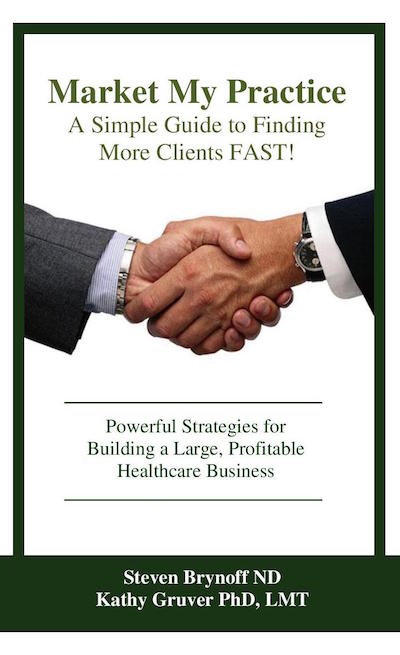 Market My Practice
A Simple Guide to Finding
More Clients FAST!
Powerful Strategies for
Building a Large, Profitable
Healthcare Business
Steven Brynoff ND
Kathy Gruver PhD, LMT